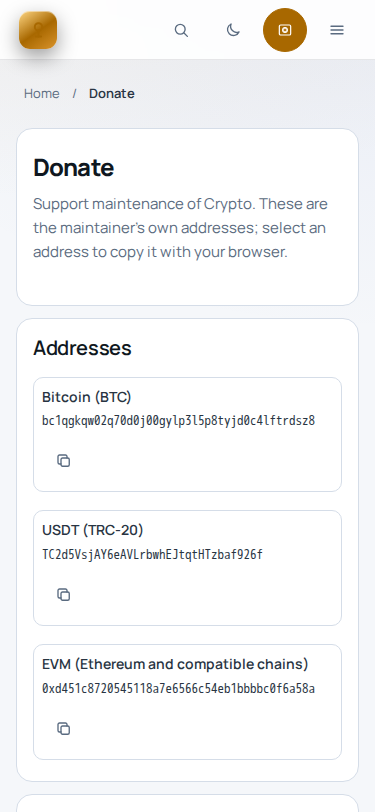 Home / Donate
Donate
Support maintenance of Crypto. These are
the maintainer's own addresses; select an
address to copy it with your browser.
Addresses
Bitcoin (BTC)
bc1qgkqw02q70d0j00gylp3l5p8tyjd0c4lftrdsz8
USDT (TRC-20)
TC2d5VsjAY6eAVLrbwhEJtqtHTzbaf926f
EVM (Ethereum and compatible chains)
0xd451c8720545118a7e6566c54eb1bbbbc0f6a58a